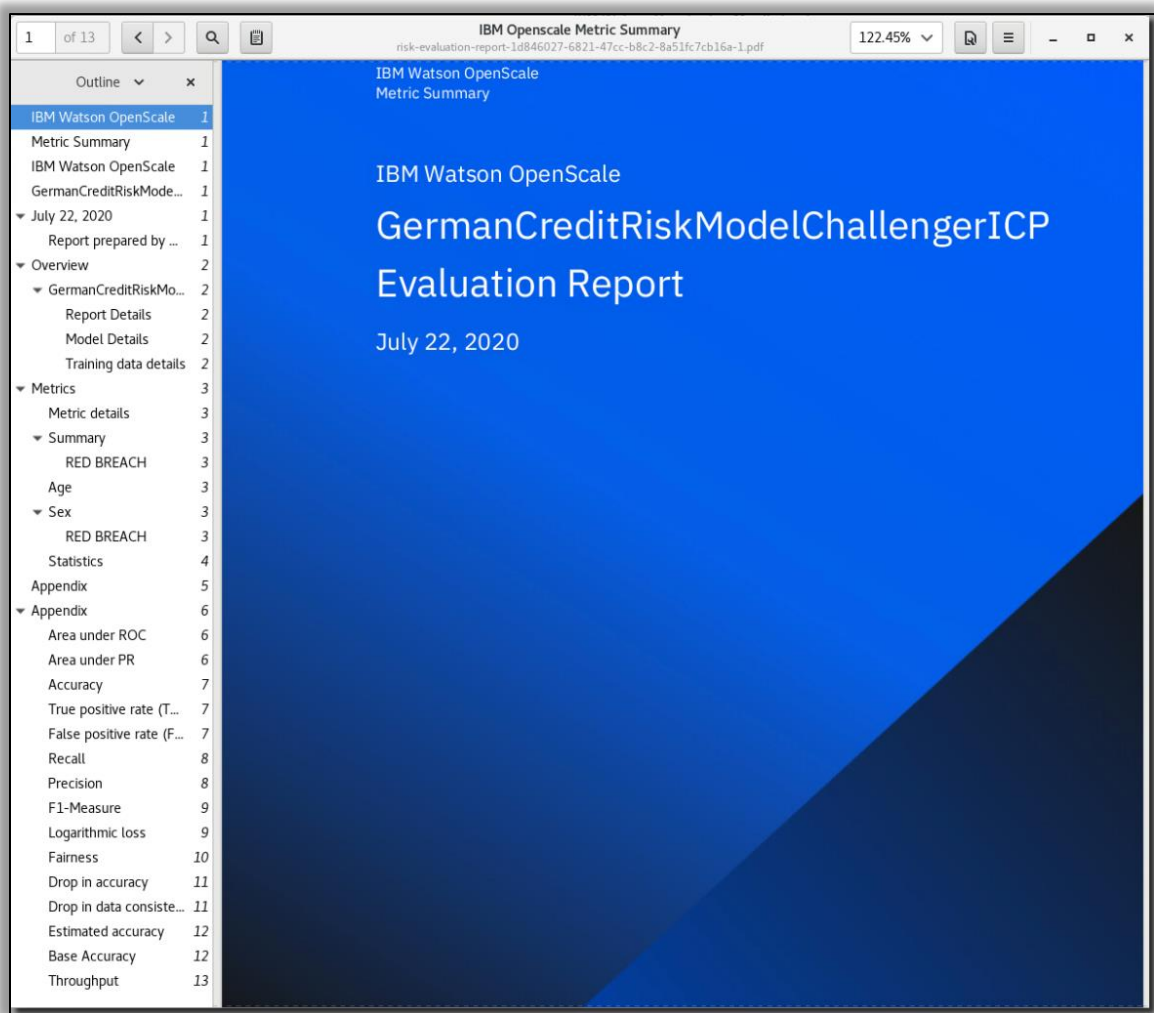 1 of 13
IBM Openscale Metric Summary
risk-evaluation-report-1d846027-6821-47cc-b8c2-8a51fc7cb16a-1.pdf
122.45%
Outline
IBM Watson OpenScale 1
Metric Summary 1
IBM Watson OpenScale 1
GermanCreditRiskMode... 1
July 22, 2020 1
Report prepared by ... 1
Overview 2
GermanCreditRiskMo... 2
Report Details 2
Model Details 2
Training data details 2
Metrics 3
Metric details 3
Summary 3
RED BREACH 3
Age 3
Sex 3
RED BREACH 3
Statistics 4
Appendix 5
Appendix 6
Area under ROC 6
Area under PR 6
Accuracy 7
True positive rate (T... 7
False positive rate (F... 7
Recall 8
Precision 8
F1-Measure 9
Logarithmic loss 9
Fairness 10
Drop in accuracy 11
Drop in data consiste... 11
Estimated accuracy 12
Base Accuracy 12
Throughput 13
IBM Watson OpenScale
Metric Summary
IBM Watson OpenScale
GermanCreditRiskModelChallengerICP
Evaluation Report
July 22, 2020